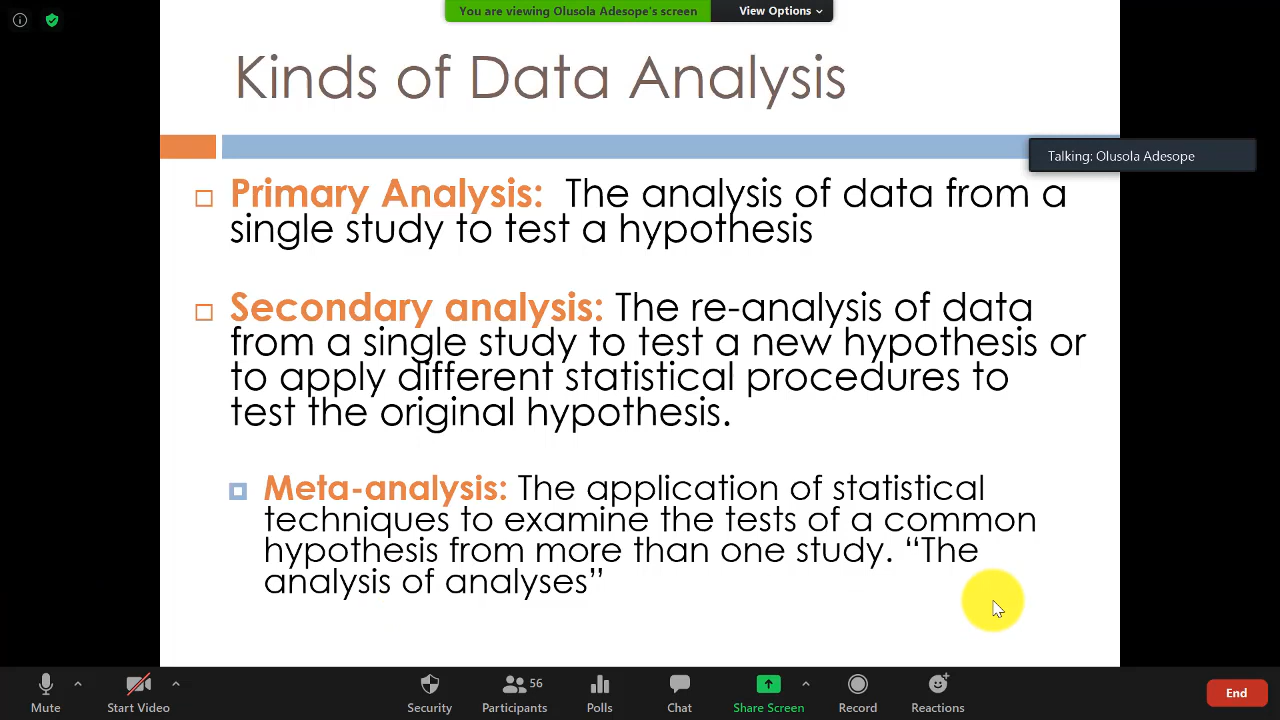 You are viewing Olusola Adesope's screen
View Options
Kinds of Data Analysis
Talking: Olusola Adesope
Primary Analysis: The analysis of data from a
single study to test a hypothesis
Secondary analysis: The re-analysis of data
from a single study to test a new hypothesis or
to apply different statistical procedures to
test the original hypothesis.
Meta-analysis: The application of statistical
techniques to examine the tests of a common
hypothesis from more than one study. “The
analysis of analyses”
Mute
Start Video
Security
Participants 56
Polls
Chat
Share Screen
Record
Reactions
End